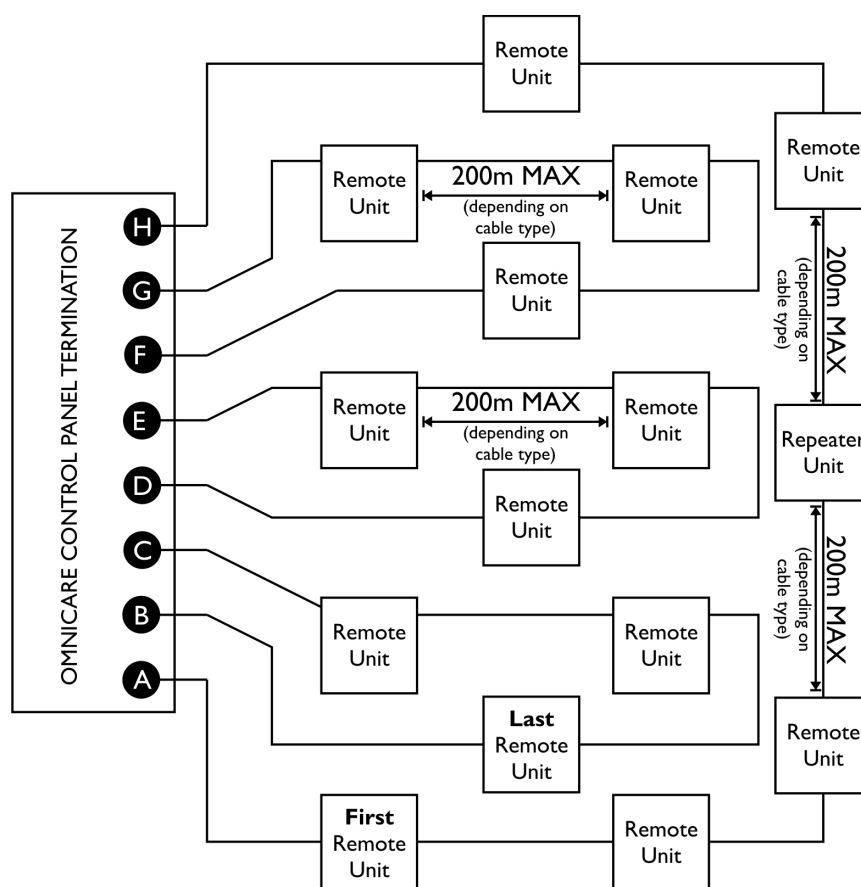 Remote
Unit
Remote
Unit
Remote
Unit
200m MAX
(depending on
cable type)
Remote
Unit
OMNICARE CONTROL PANEL TERMINATION
H
G
F
E
D
C
B
A
Remote
Unit
200m MAX
(depending on
cable type)
Remote
Unit
200m MAX
(depending on
cable type)
Remote
Unit
Repeater
Unit
Remote
Unit
200m MAX
(depending on
cable type)
Remote
Unit
Remote
Unit
Last
Remote
Unit
Remote
Unit
First
Remote
Unit
Remote
Unit